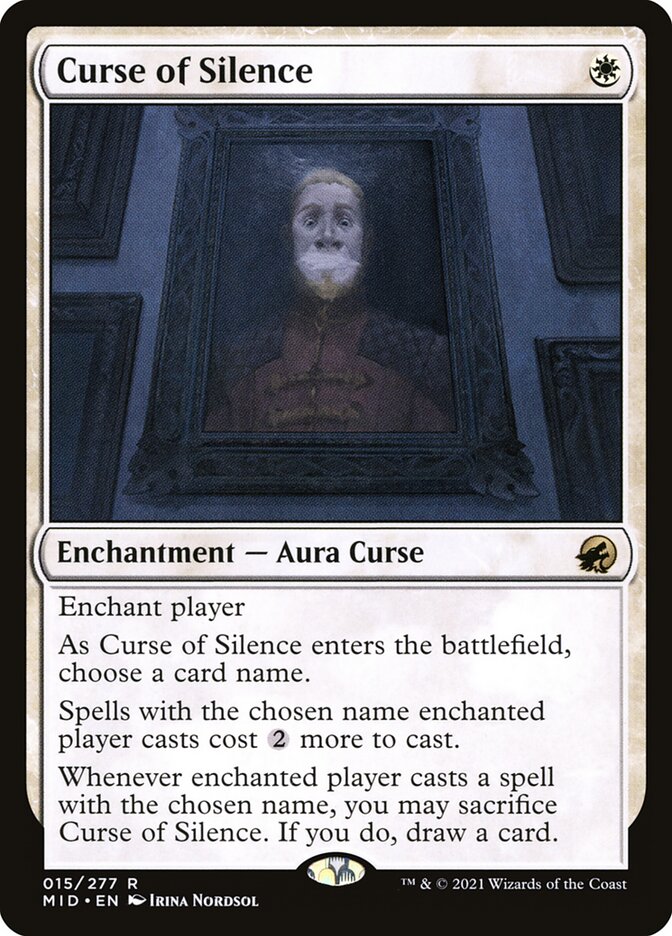 Curse of Silence
Enchantment — Aura Curse
Enchant player
As Curse of Silence enters the battlefield,
choose a card name.
Spells with the chosen name enchanted
player casts cost 2 more to cast.
Whenever enchanted player casts a spell
with the chosen name, you may sacrifice
Curse of Silence. If you do, draw a card.
015/277 R
MID • EN Irina Nordsol
™ & © 2021 Wizards of the Coast